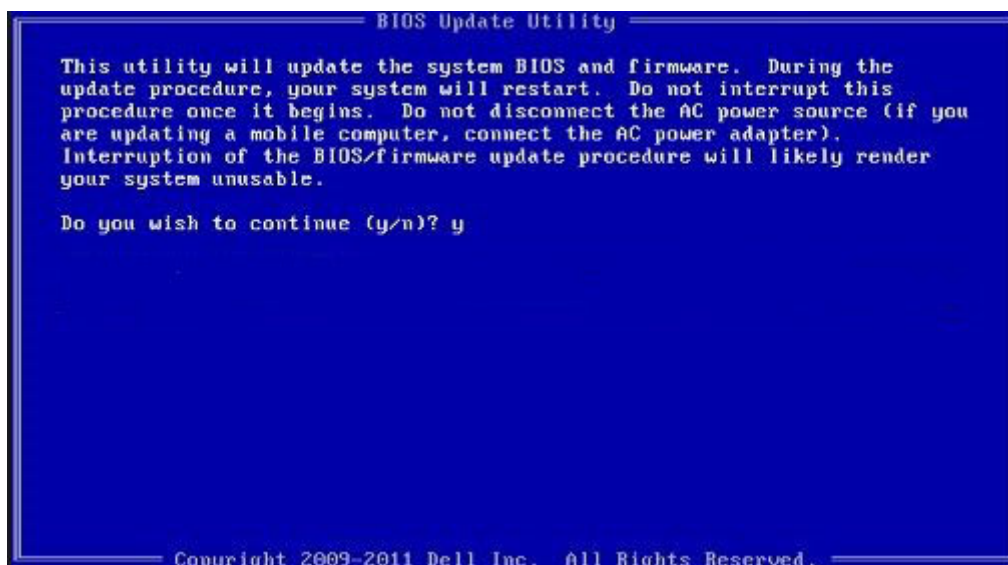 BIOS Update Utility
This utility will update the system BIOS and firmware. During the
update procedure, your system will restart. Do not interrupt this
procedure once it begins. Do not disconnect the AC power source (if you
are updating a mobile computer, connect the AC power adapter).
Interruption of the BIOS/firmware update procedure will likely render
your system unusable.
Do you wish to continue (y/n)? y
Copyright 2009-2011 Dell Inc. All Rights Reserved.